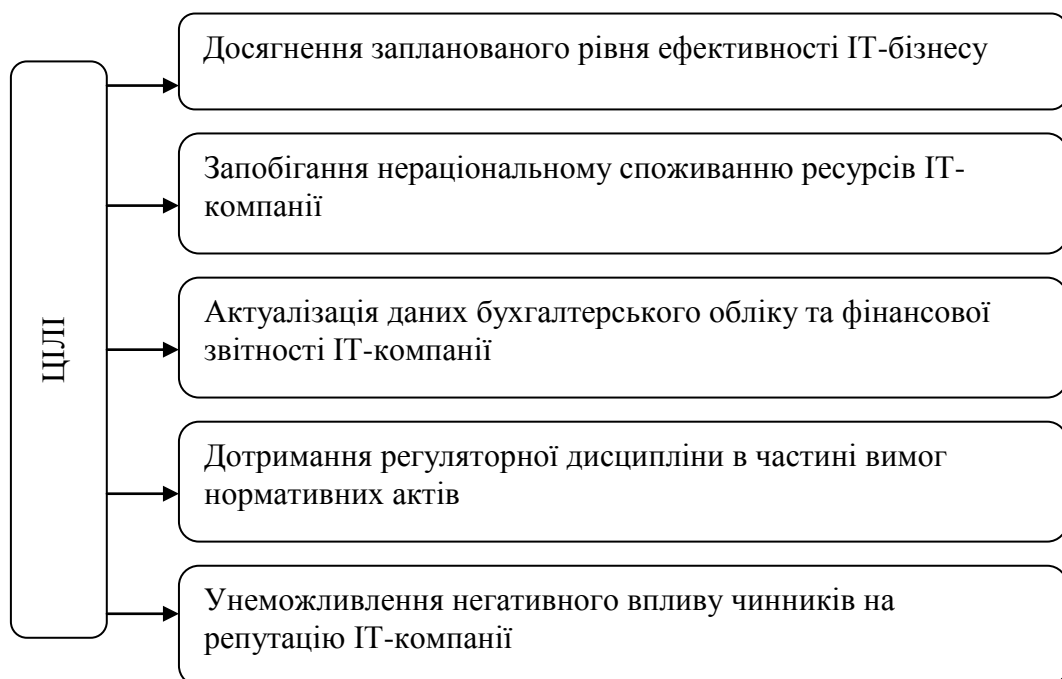 ЦІЛІ
Досягнення запланованого рівня ефективності ІТ-бізнесу
Запобігання нераціональному споживанню ресурсів ІТ-
компанії
Актуалізація даних бухгалтерського обліку та фінансової
звітності ІТ-компанії
Дотримання регуляторної дисципліни в частині вимог
нормативних актів
Унеможливлення негативного впливу чинників на
репутацію ІТ-компанії